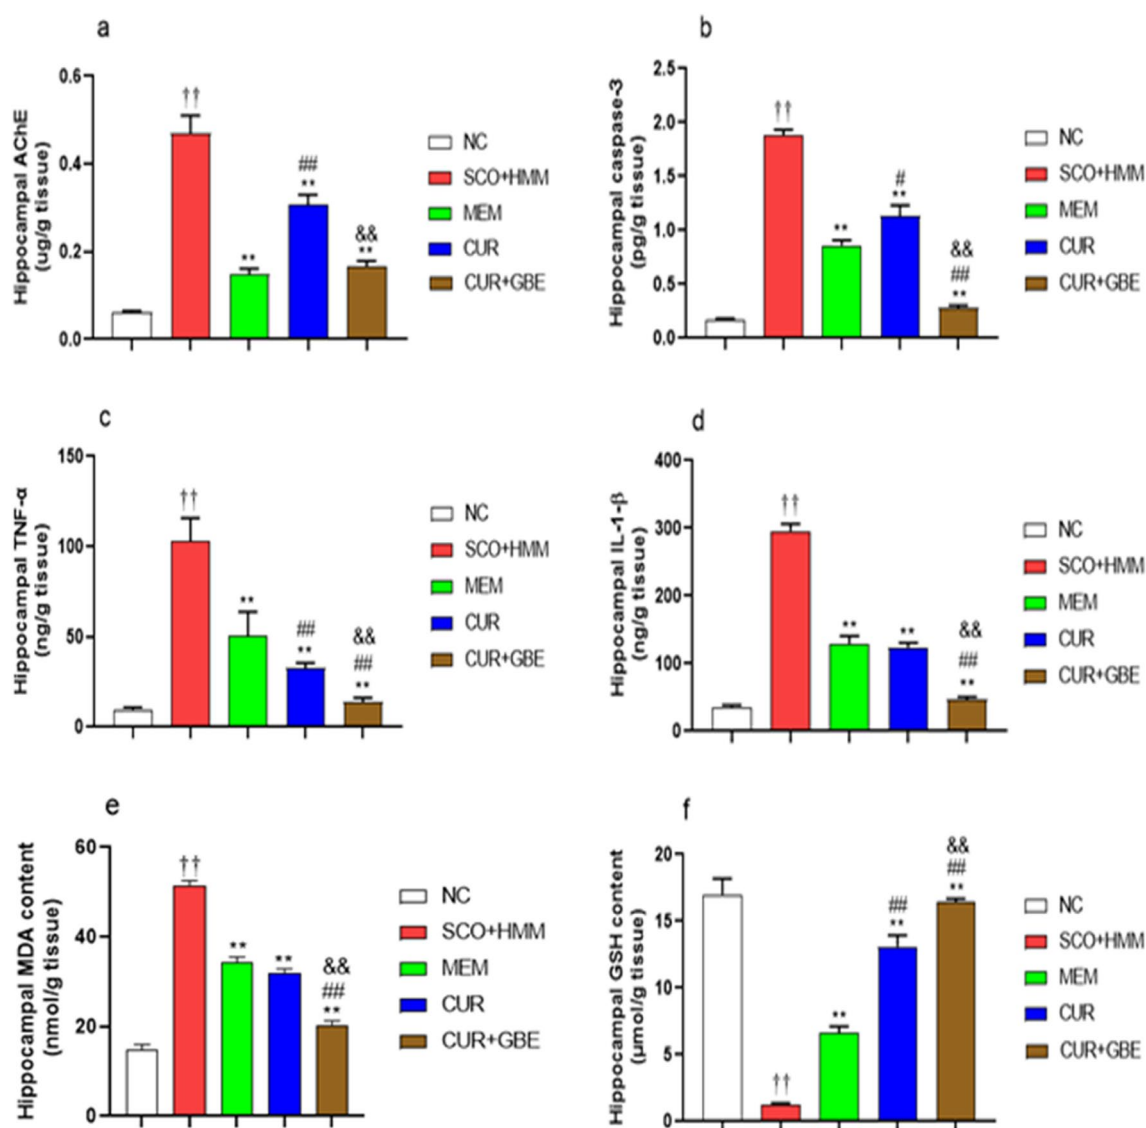 a
Hippocampal AChE
(ug/g tissue)
0.6
0.4
0.2
0.0
††
**
##
**
&&
**
NC
SCO+HMM
MEM
CUR
CUR+GBE
b
Hippocampal caspase-3
(pg/g tissue)
2.5
2.0
1.5
1.0
0.5
0.0
††
**
#
**
&&
##
**
NC
SCO+HMM
MEM
CUR
CUR+GBE
c
Hippocampal TNF-α
(ng/g tissue)
150
100
50
0
††
**
##
**
&&
##
**
NC
SCO+HMM
MEM
CUR
CUR+GBE
d
Hippocampal IL-1-β
(ng/g tissue)
400
300
200
100
0
††
**
**
&&
##
**
NC
SCO+HMM
MEM
CUR
CUR+GBE
e
Hippocampal MDA content
(nmol/g tissue)
60
40
20
0
††
**
**
&&
##
**
NC
SCO+HMM
MEM
CUR
CUR+GBE
f
Hippocampal GSH content
(µmol/g tissue)
20
15
10
5
0
††
**
##
**
&&
##
**
NC
SCO+HMM
MEM
CUR
CUR+GBE